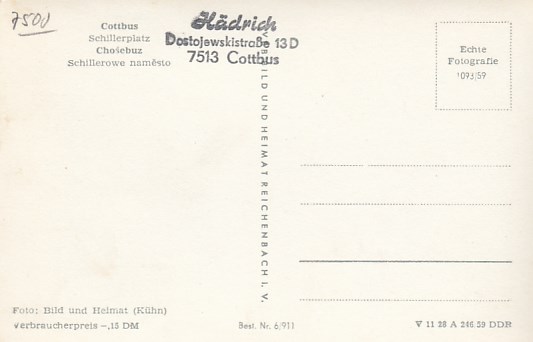 7500
Cottbus
Schillerplatz
Chośebuz
Schillerowe naměsto
Hädrich
Dostojewskistraße 13D
7513 Cottbus
Echte
Fotografie
1093/59
BILD UND HEIMAT REICHENBACH I. V.
Foto: Bild und Heimat (Kühn)
Verbraucherpreis -,15 DM
Best. Nr. 6/911
V 11 28 A 246.59 DDR